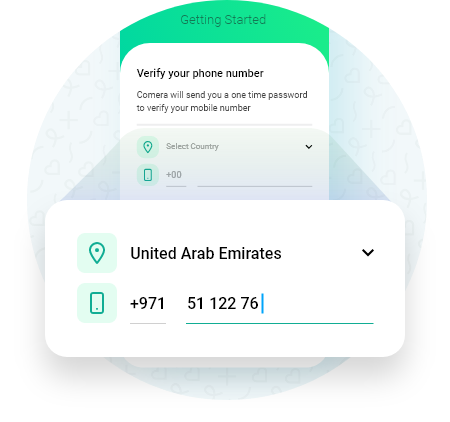 Getting Started
Verify your phone number
Comera will send you a one time password
to verify your mobile number
Select Country
+00
United Arab Emirates
+971 51 122 76